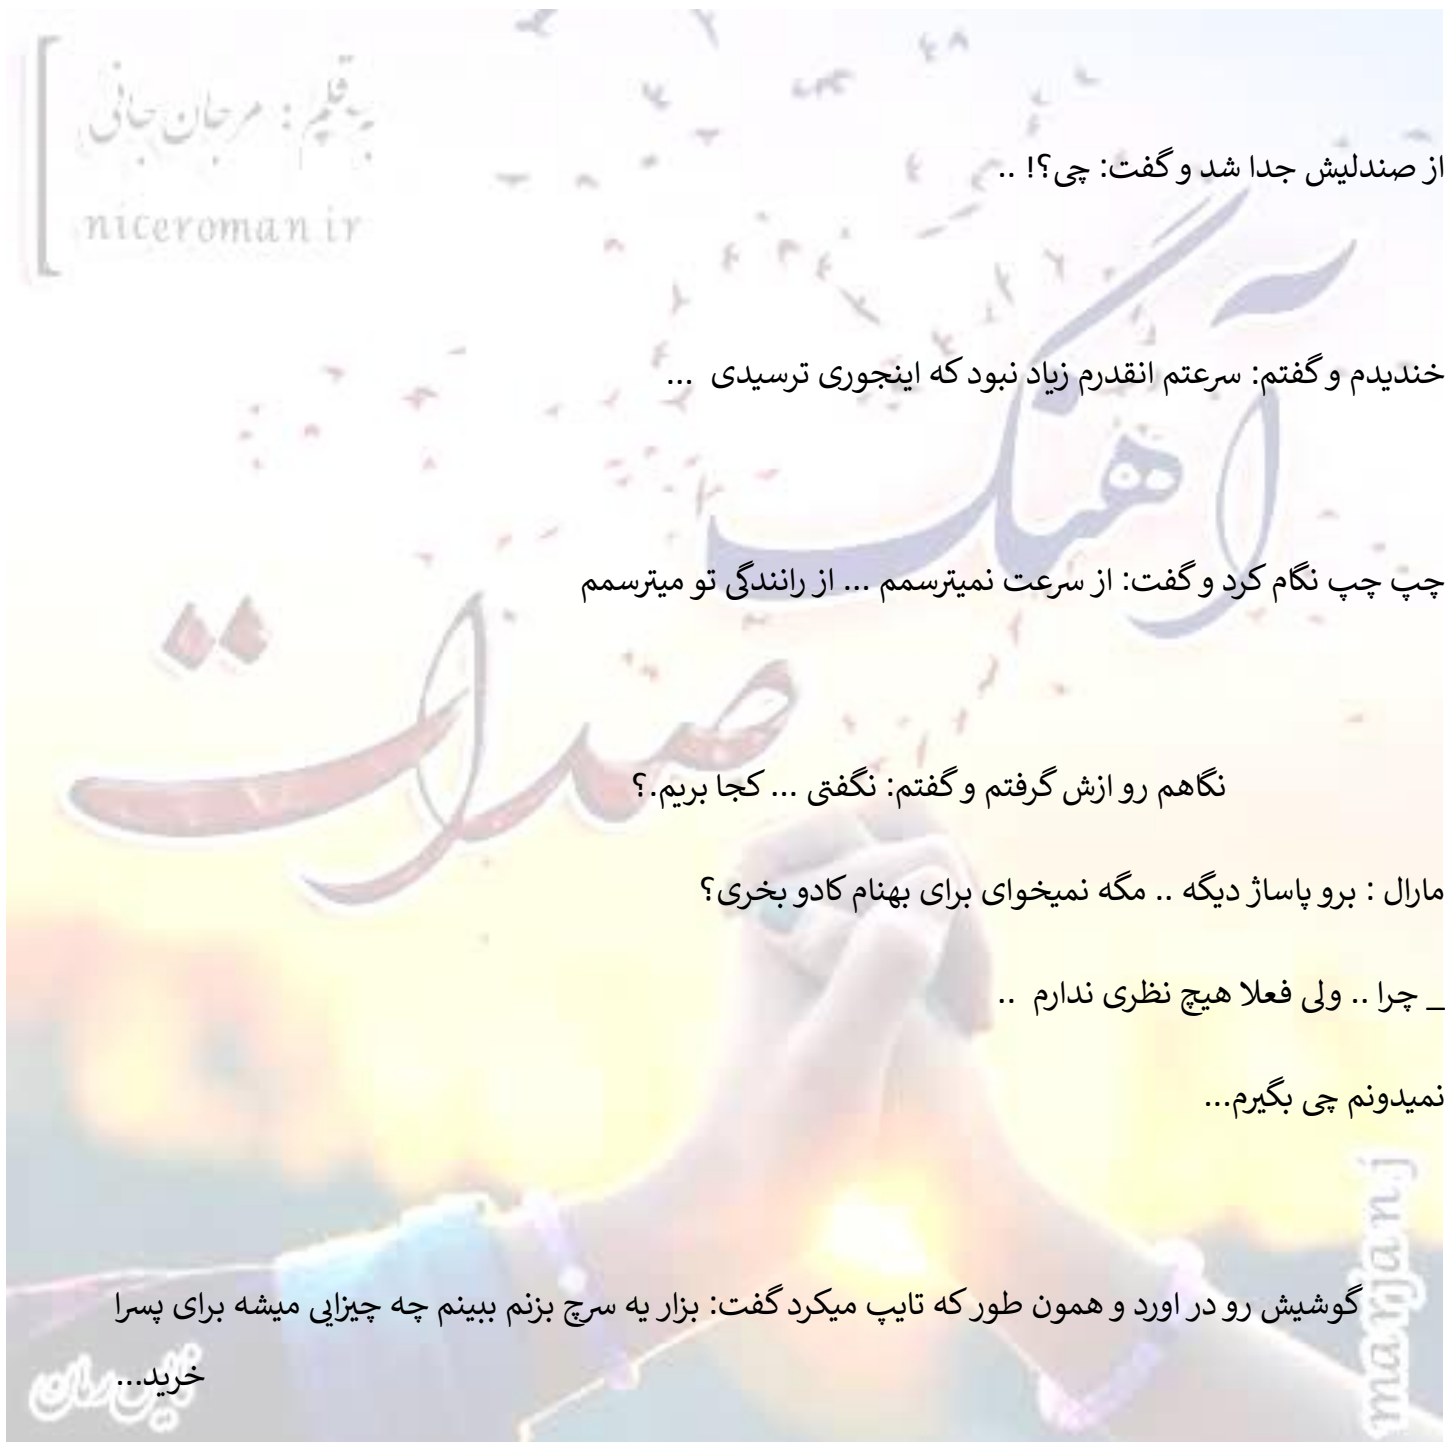 به قلم : مرجان جانی
niceroman.ir
از صندلیش جدا شد و گفت: چی؟! ..
خندیدم و گفتم: سرعتم انقدرم زیاد نبود که اینجوری ترسیدی ...
آهنگ
چپ چپ نگام کرد و گفت: از سرعت نمیترسمم ... از رانندگی تو میترسمم
صدات
نگاهم رو ازش گرفتم و گفتم: نگفتی ... کجا بریم.؟
مارال : برو پاساژ دیگه .. مگه نمیخوای برای بهنام کادو بخری؟
_ چرا .. ولی فعلا هیچ نظری ندارم ..
نمیدونم چی بگیرم...
manjanj
گوشیش رو در اورد و همون طور که تایپ میکرد گفت: بزار یه سرچ بزنم ببینم چه چیزایی میشه برای پسرا
خرید...
نایس رمان